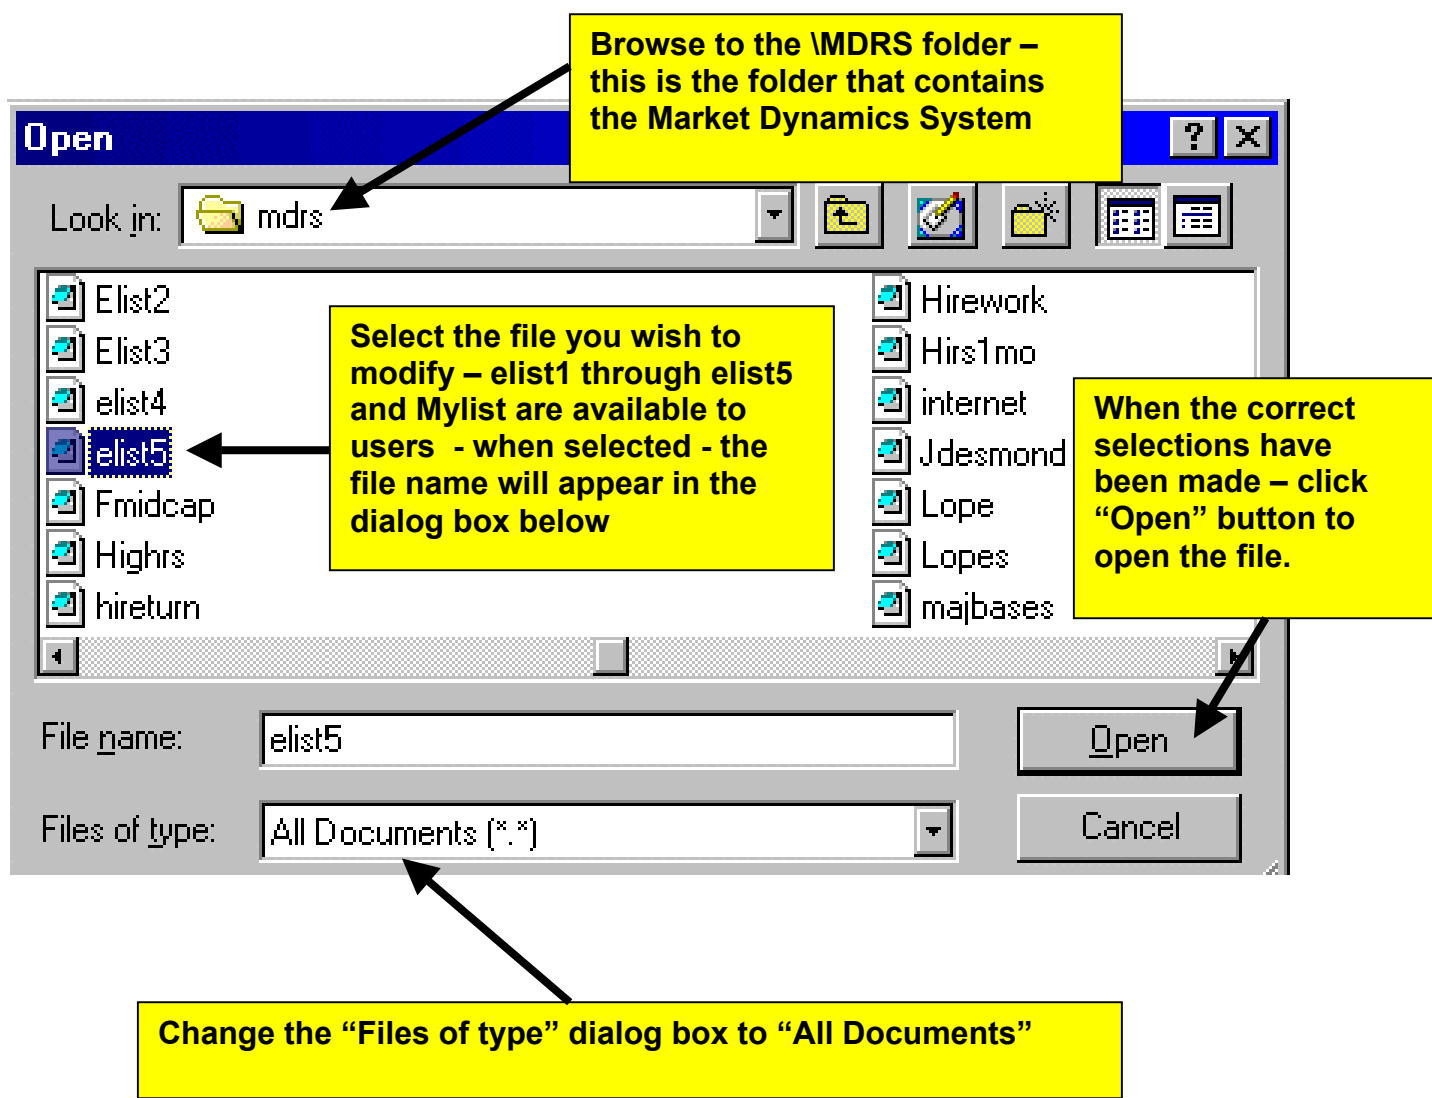 Browse to the \MDRS folder –
this is the folder that contains
the Market Dynamics System
Open
Look in: mdrs
Elist2
Elist3
elist4
elist5
Fmidcap
Highrs
hireturn
Select the file you wish to
modify – elist1 through elist5
and Mylist are available to
users  - when selected - the
file name will appear in the
dialog box below
Hirework
Hirs1mo
internet
Jdesmond
Lope
Lopes
majbases
When the correct
selections have
been made – click
“Open” button to
open the file.
File name: elist5
Open
Files of type: All Documents (*.*)
Cancel
Change the “Files of type” dialog box to “All Documents”